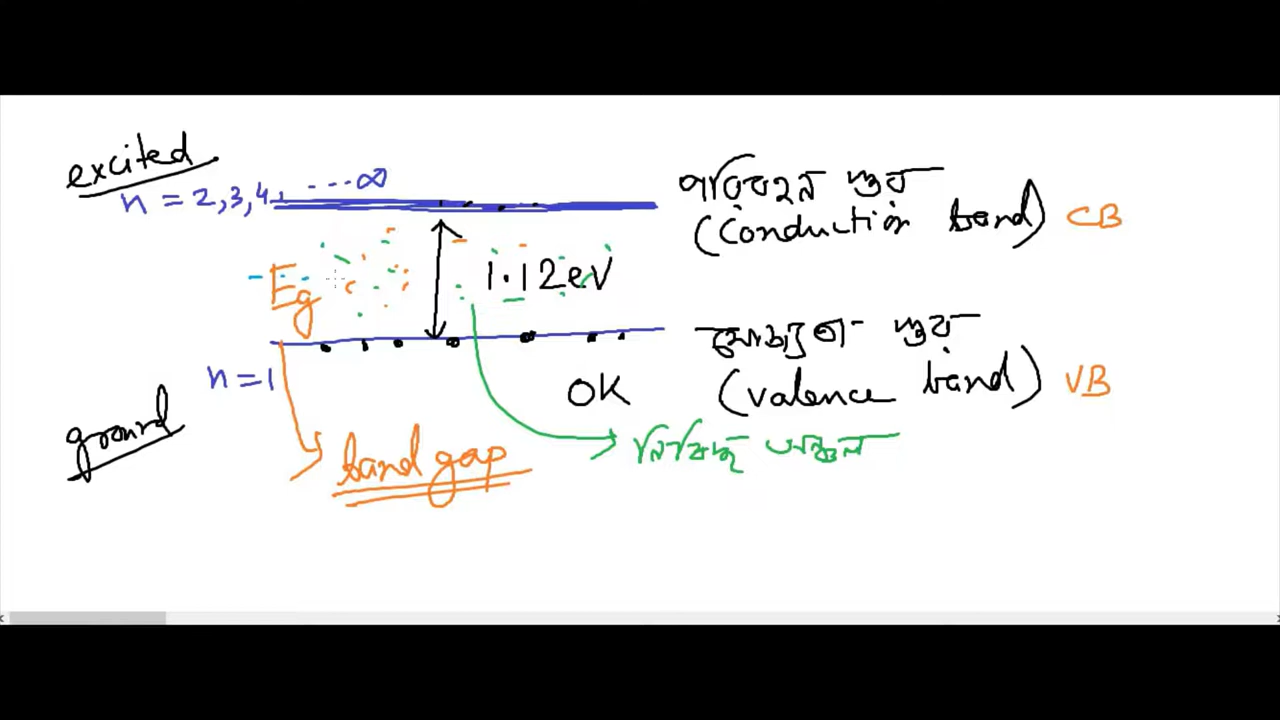 excited
n = 2,3,4, ...∞
পরিবহন স্তর
(Conduction band) CB
Eg
1.12eV
যোজ্যতা স্তর
n = 1
OK
(valence band) VB
ground
band gap
নিষিদ্ধ অঞ্চল